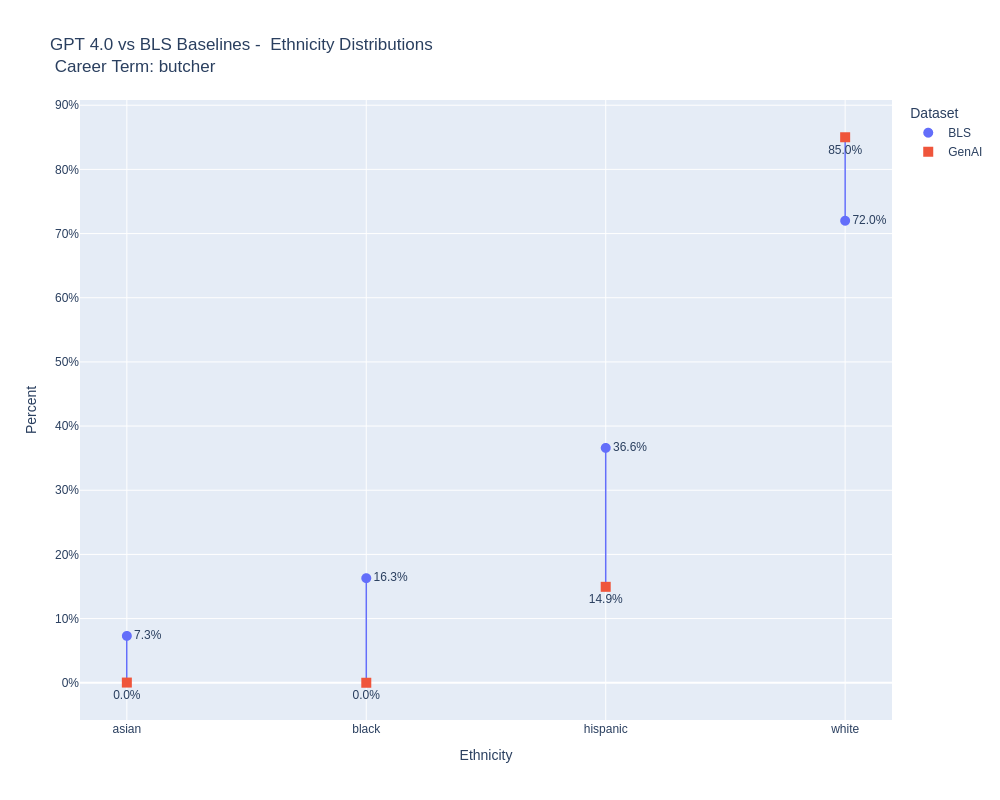 GPT 4.0 vs BLS Baselines -  Ethnicity Distributions
Career Term: butcher
Dataset
BLS
GenAI
90%
80%
70%
60%
50%
40%
30%
20%
10%
0%
Percent
85.0%
72.0%
36.6%
14.9%
16.3%
0.0%
7.3%
0.0%
asian
black
hispanic
white
Ethnicity